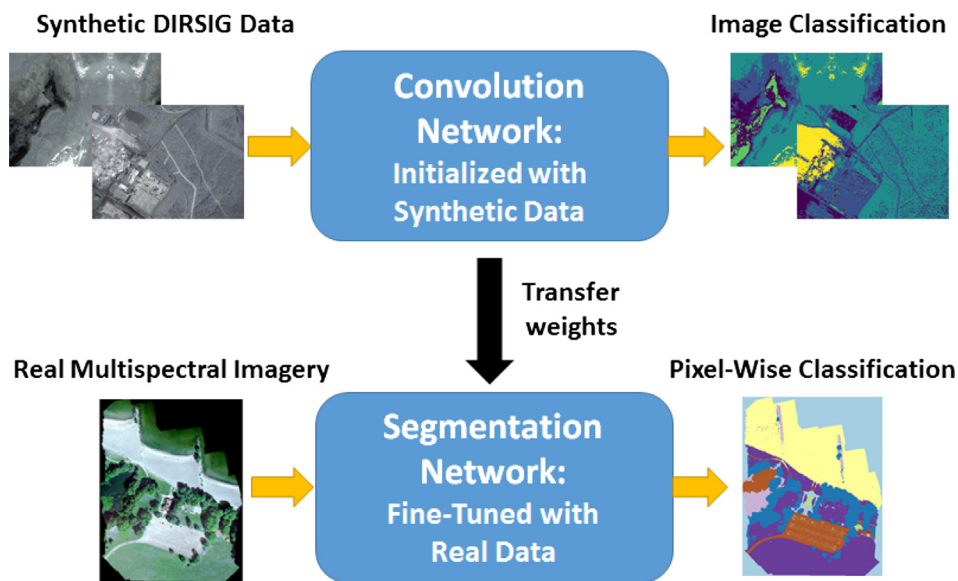 Synthetic DIRSIG Data
Image Classification
Convolution
Network:
Initialized with
Synthetic Data
Transfer
weights
Real Multispectral Imagery
Pixel-Wise Classification
Segmentation
Network:
Fine-Tuned with
Real Data